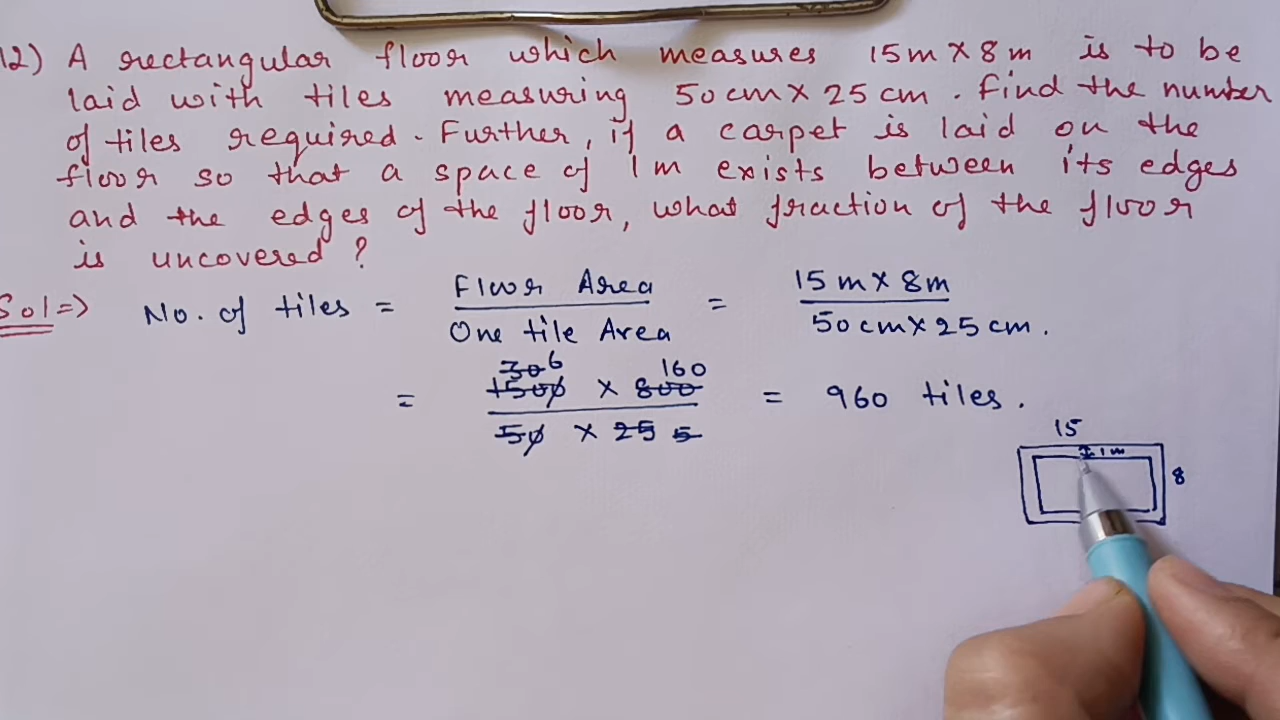 12) A rectangular floor which measures 15m × 8m is to be
laid with tiles measuring 50cm × 25cm. Find the number
of tiles required. Further, if a carpet is laid on the
floor so that a space of 1m exists between its edges
and the edges of the floor, what fraction of the floor
is uncovered?
Sol=> No. of tiles = Floor Area / One tile Area = 15m × 8m / 50cm × 25cm.
30 6 160
= 1500 × 800 / 50 × 25 5 = 960 tiles.
15
1m
8